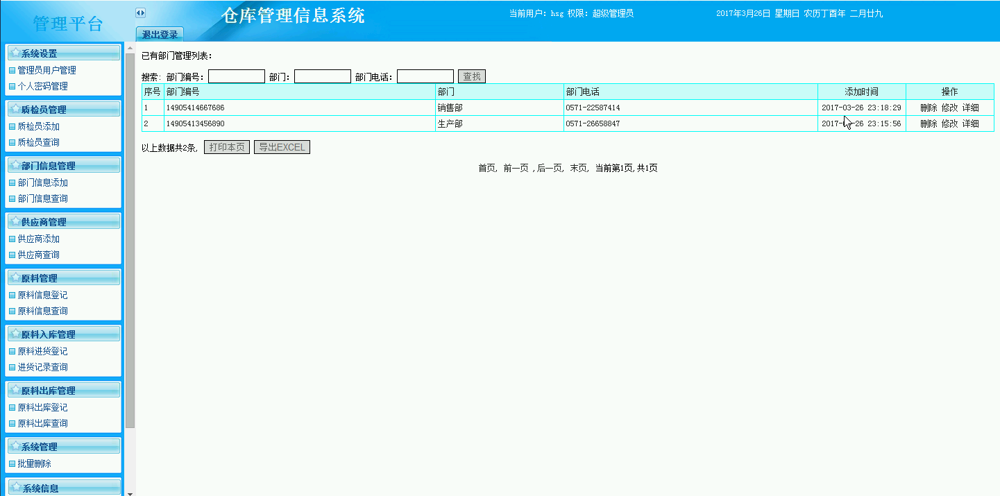 管理平台
仓库管理信息系统
当前用户：hsg 权限：超级管理员
2017年3月26日 星期日 农历丁酉年 二月廿九
退出登录
系统设置
管理员用户管理
个人密码管理
质检员管理
质检员添加
质检员查询
部门信息管理
部门信息添加
部门信息查询
供应商管理
供应商添加
供应商查询
原料管理
原料信息登记
原料信息查询
原料入库管理
原料进货登记
进货记录查询
原料出库管理
原料出库登记
原料出库查询
系统管理
批量删除
系统信息
已有部门管理列表：
搜索： 部门编号： 部门： 部门电话： 查找
序号 部门编号 部门 部门电话 添加时间 操作
1 14905414667686 销售部 0571-22587414 2017-03-26 23:18:29 删除 修改 详细
2 14905413456890 生产部 0571-26658847 2017- -26 23:15:56 删除 修改 详细
以上数据共2条, 打印本页 导出EXCEL
首页, 前一页 ,后一页, 末页, 当前第1页,共1页